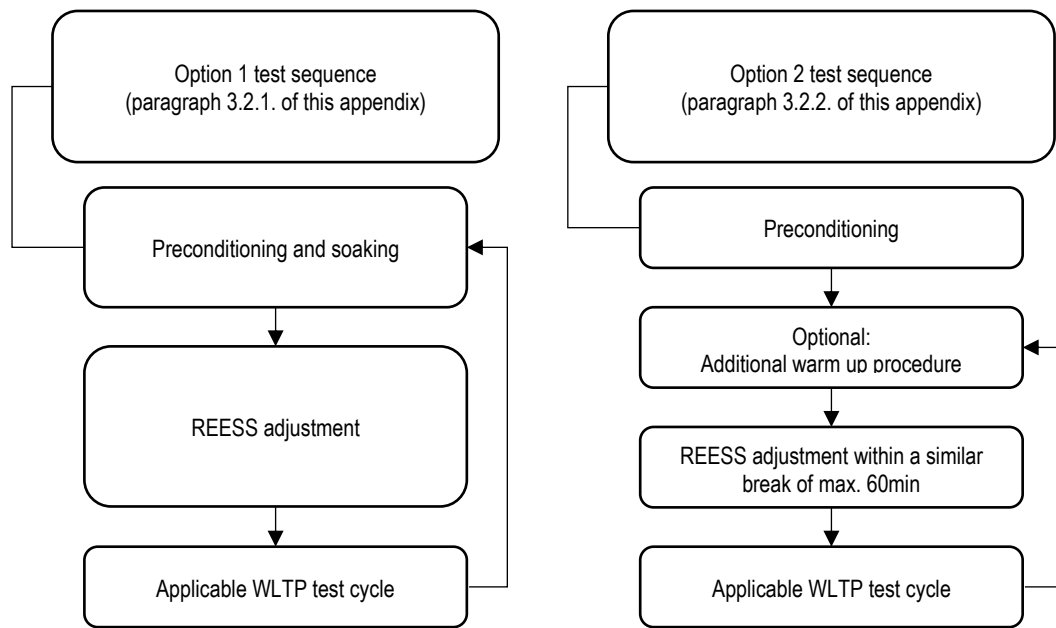 Option 1 test sequence
(paragraph 3.2.1. of this appendix)
Preconditioning and soaking
REESS adjustment
Applicable WLTP test cycle
Option 2 test sequence
(paragraph 3.2.2. of this appendix)
Preconditioning
Optional:
Additional warm up procedure
REESS adjustment within a similar
break of max. 60min
Applicable WLTP test cycle